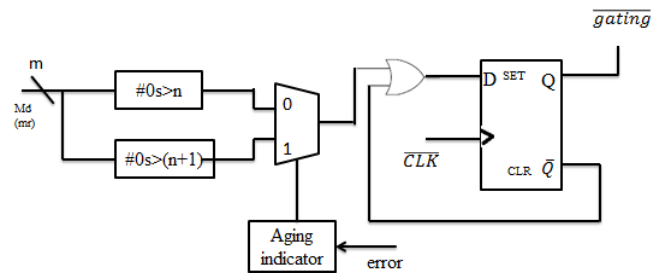 gating
m
#0s>n
Md
(mr)
0
1
#0s>(n+1)
D SET Q
CLK
CLR Q̄
Aging
indicator
error